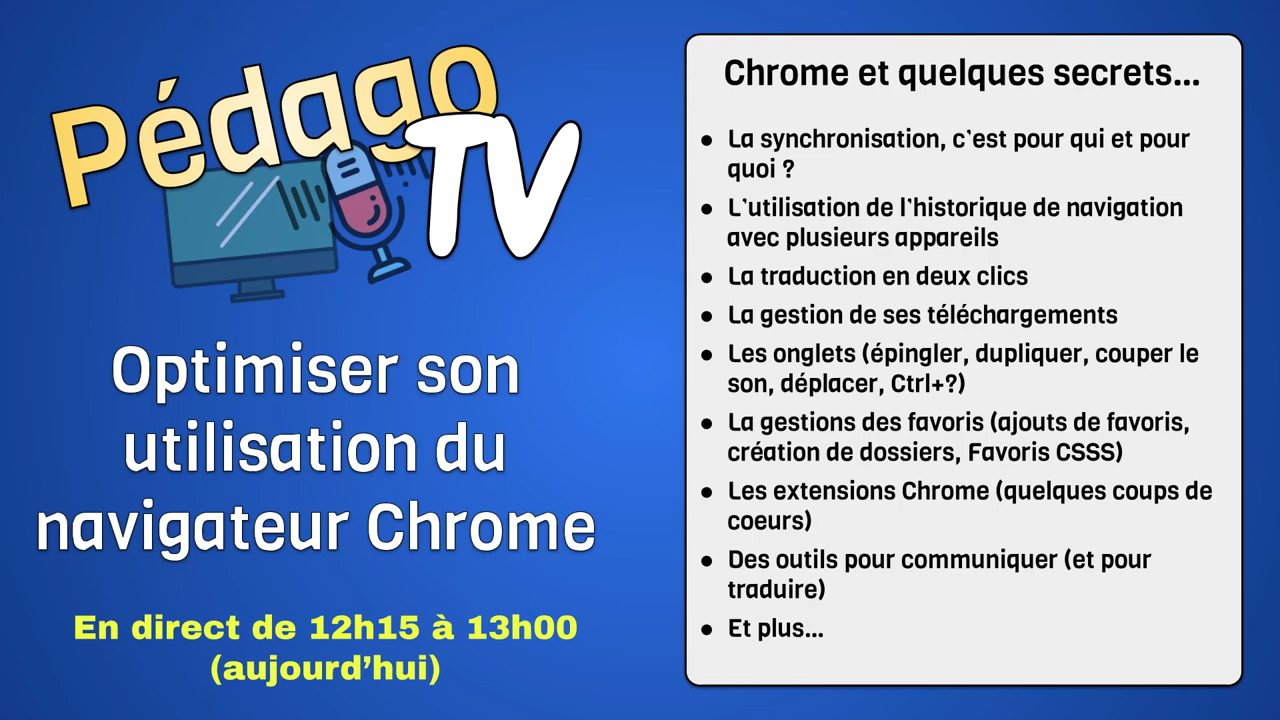 Pédago
TV
Optimiser son
utilisation du
navigateur Chrome
En direct de 12h15 à 13h00
(aujourd’hui)
Chrome et quelques secrets...
● La synchronisation, c’est pour qui et pour
quoi ?
● L’utilisation de l’historique de navigation
avec plusieurs appareils
● La traduction en deux clics
● La gestion de ses téléchargements
● Les onglets (épingler, dupliquer, couper le
son, déplacer, Ctrl+?)
● La gestions des favoris (ajouts de favoris,
création de dossiers, Favoris CSSS)
● Les extensions Chrome (quelques coups de
coeurs)
● Des outils pour communiquer (et pour
traduire)
● Et plus...